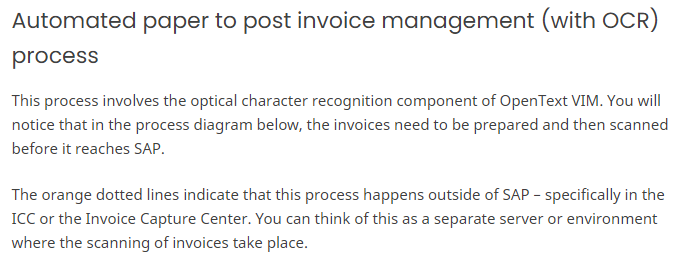 Automated paper to post invoice management (with OCR)
process
This process involves the optical character recognition component of OpenText VIM. You will
notice that in the process diagram below, the invoices need to be prepared and then scanned
before it reaches SAP.
The orange dotted lines indicate that this process happens outside of SAP – specifically in the
ICC or the Invoice Capture Center. You can think of this as a separate server or environment
where the scanning of invoices take place.